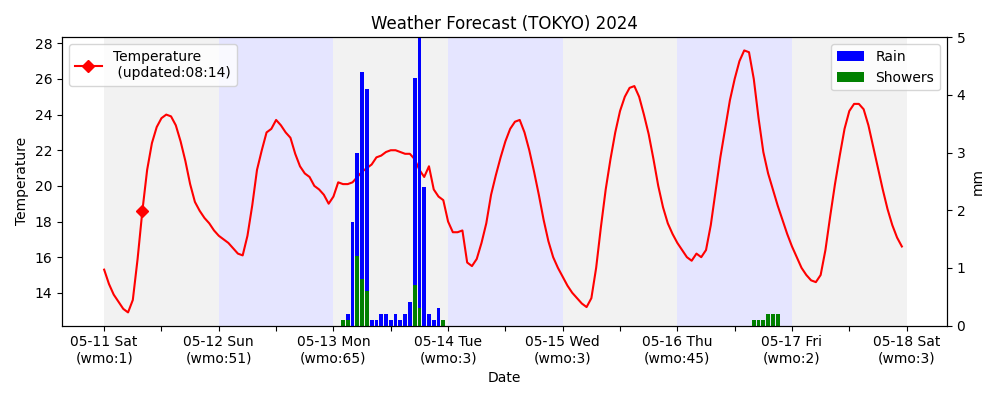 Weather Forecast (TOKYO) 2024
Temperature
(updated:08:14)
Rain
Showers
Temperature
28
26
24
22
20
18
16
14
5
4
3
2
1
0
mm
05-11 Sat 05-12 Sun 05-13 Mon 05-14 Tue 05-15 Wed 05-16 Thu 05-17 Fri 05-18 Sat
(wmo:1) (wmo:51) (wmo:65) (wmo:3) (wmo:3) (wmo:45) (wmo:2) (wmo:3)
Date